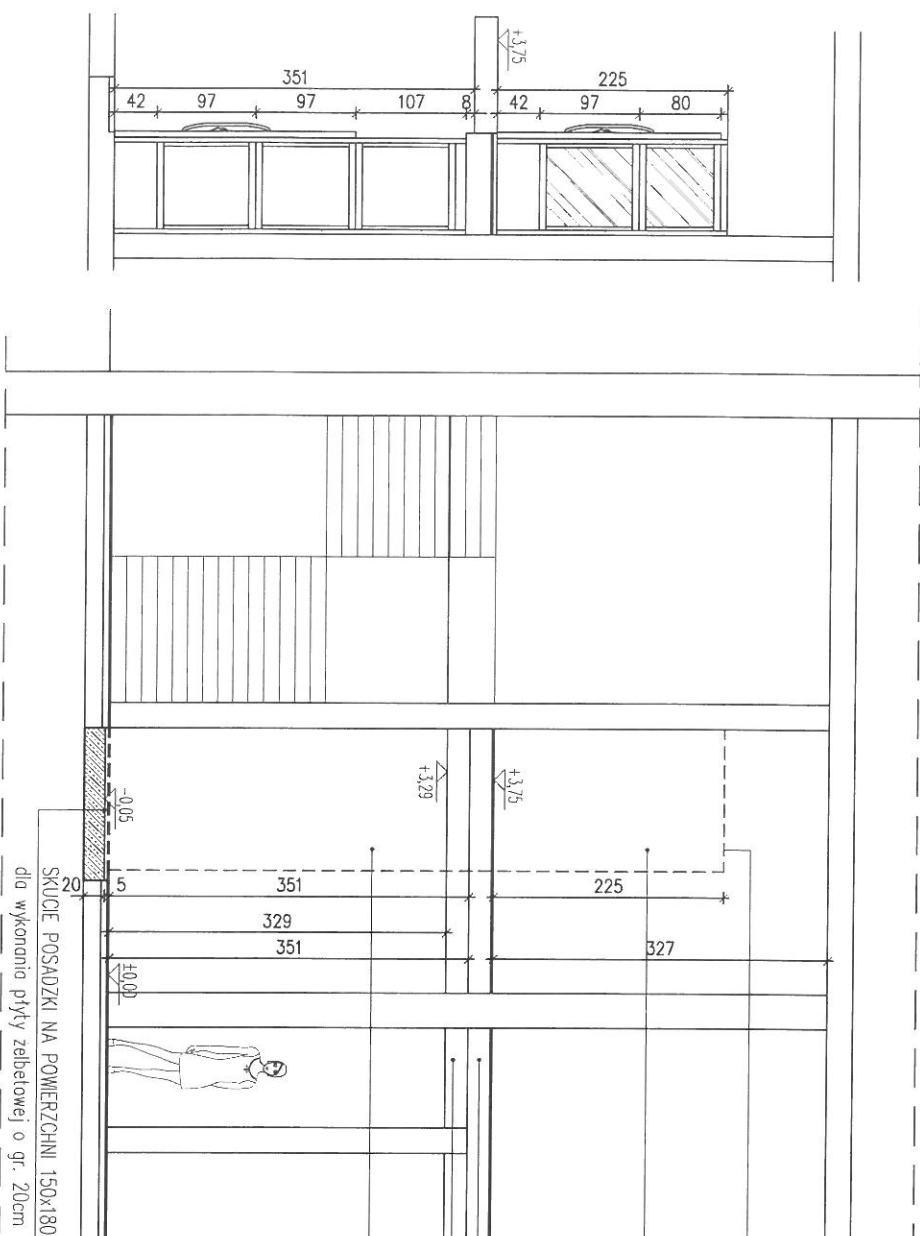 +3,75
351
225
42 97 97 107 8 42 97 80
+3,29
+3,75
-0,05
20 5 351 225
329
351 327
±0,00
SKUCIE POSADZKI NA POWIERZCHNI 150x180
dla wykonania płyty żelbetowej o gr. 20cm